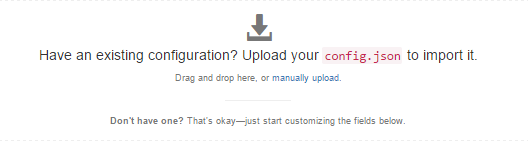 Have an existing configuration? Upload your config.json to import it.
Drag and drop here, or manually upload.
Don't have one? That's okay—just start customizing the fields below.